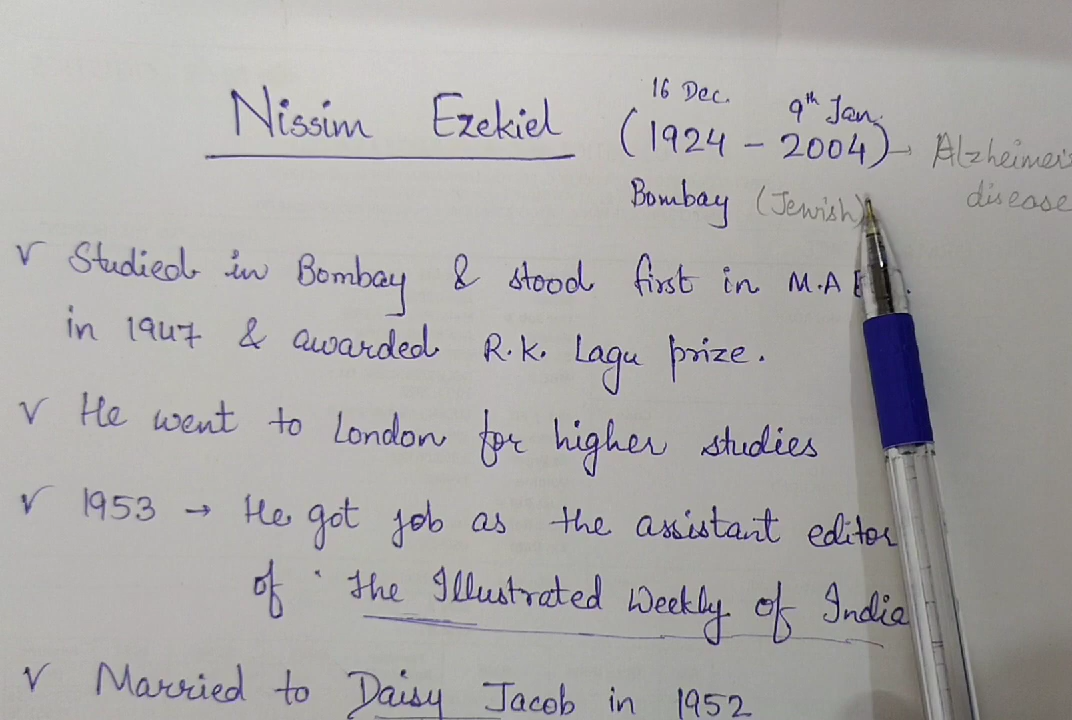 Nissim Ezekiel (1924 - 2004) → Alzheimer's
16 Dec. 9th Jan.
Bombay (Jewish) disease
✓ Studied in Bombay & stood first in M.A
in 1947 & awarded R.K. Lagu prize.
✓ He went to London for higher studies
✓ 1953 → He got job as the assistant editor
of "the Illustrated Weekly of India
✓ Married to Daisy Jacob in 1952